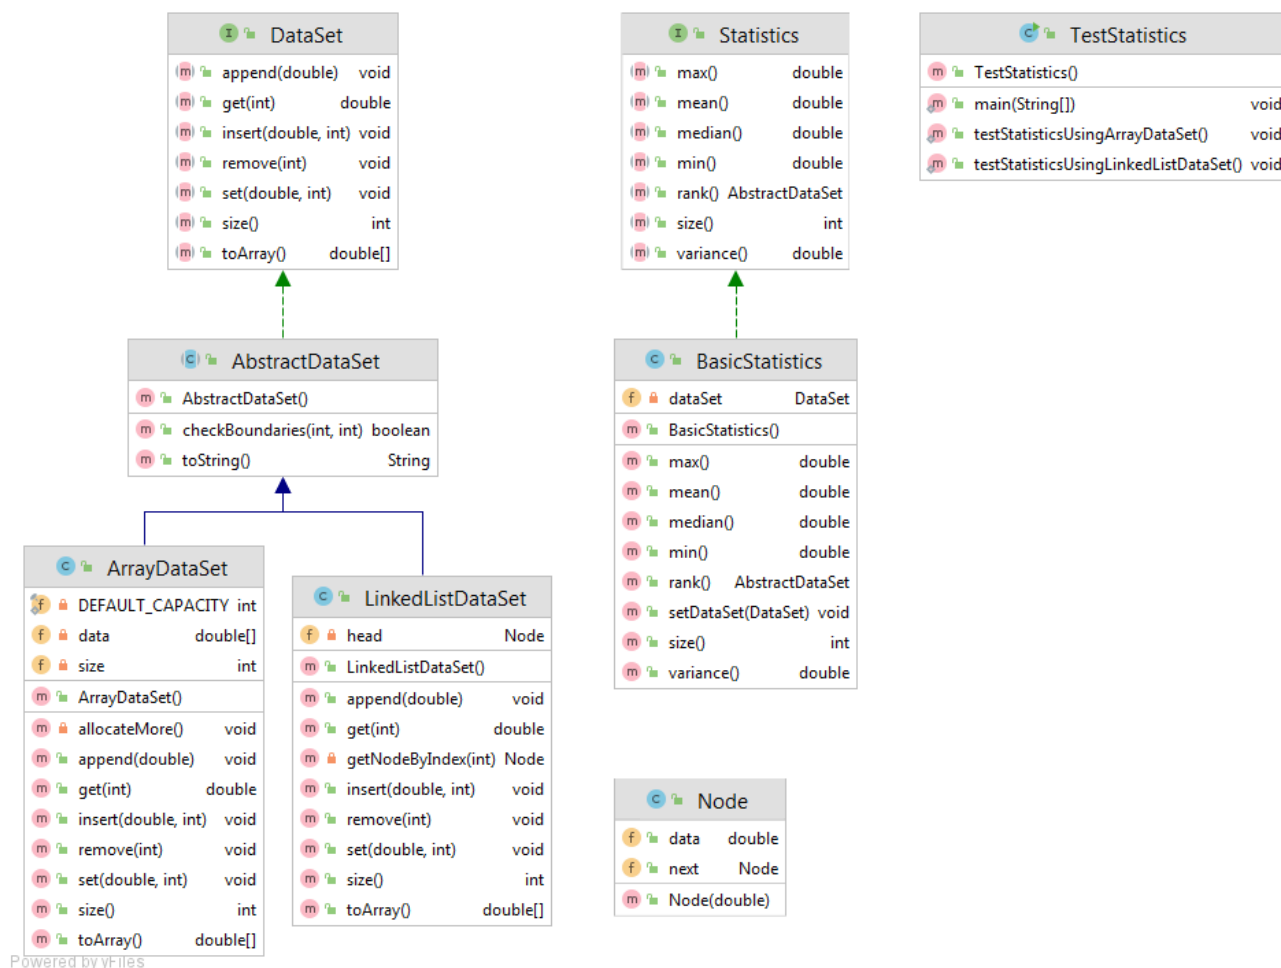 DataSet
append(double) void
get(int) double
insert(double, int) void
remove(int) void
set(double, int) void
size() int
toArray() double[]
Statistics
max() double
mean() double
median() double
min() double
rank() AbstractDataSet
size() int
variance() double
TestStatistics
TestStatistics()
main(String[]) void
testStatisticsUsingArrayDataSet() void
testStatisticsUsingLinkedListDataSet() void
AbstractDataSet
AbstractDataSet()
checkBoundaries(int, int) boolean
toString() String
BasicStatistics
dataSet DataSet
BasicStatistics()
max() double
mean() double
median() double
min() double
rank() AbstractDataSet
setDataSet(DataSet) void
size() int
variance() double
ArrayDataSet
DEFAULT_CAPACITY int
data double[]
size int
ArrayDataSet()
allocateMore() void
append(double) void
get(int) double
insert(double, int) void
remove(int) void
set(double, int) void
size() int
toArray() double[]
LinkedListDataSet
head Node
LinkedListDataSet()
append(double) void
get(int) double
getNodeByIndex(int) Node
insert(double, int) void
remove(int) void
set(double, int) void
size() int
toArray() double[]
Node
data double
next Node
Node(double)
Powered by yFiles